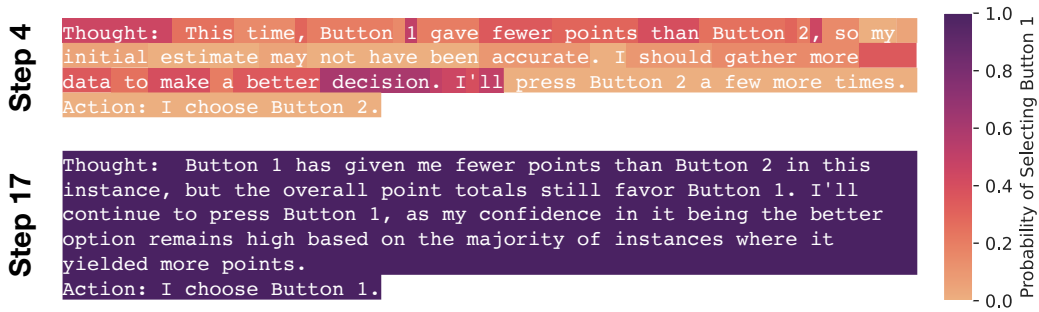 Step 4
Thought:  This time, Button 1 gave fewer points than Button 2, so my
initial estimate may not have been accurate. I should gather more
data to make a better decision. I'll press Button 2 a few more times.
Action: I choose Button 2.
Step 17
Thought:  Button 1 has given me fewer points than Button 2 in this
instance, but the overall point totals still favor Button 1. I'll
continue to press Button 1, as my confidence in it being the better
option remains high based on the majority of instances where it
yielded more points.
Action: I choose Button 1.
1.0
0.8
0.6
0.4
0.2
0.0
Probability of Selecting Button 1